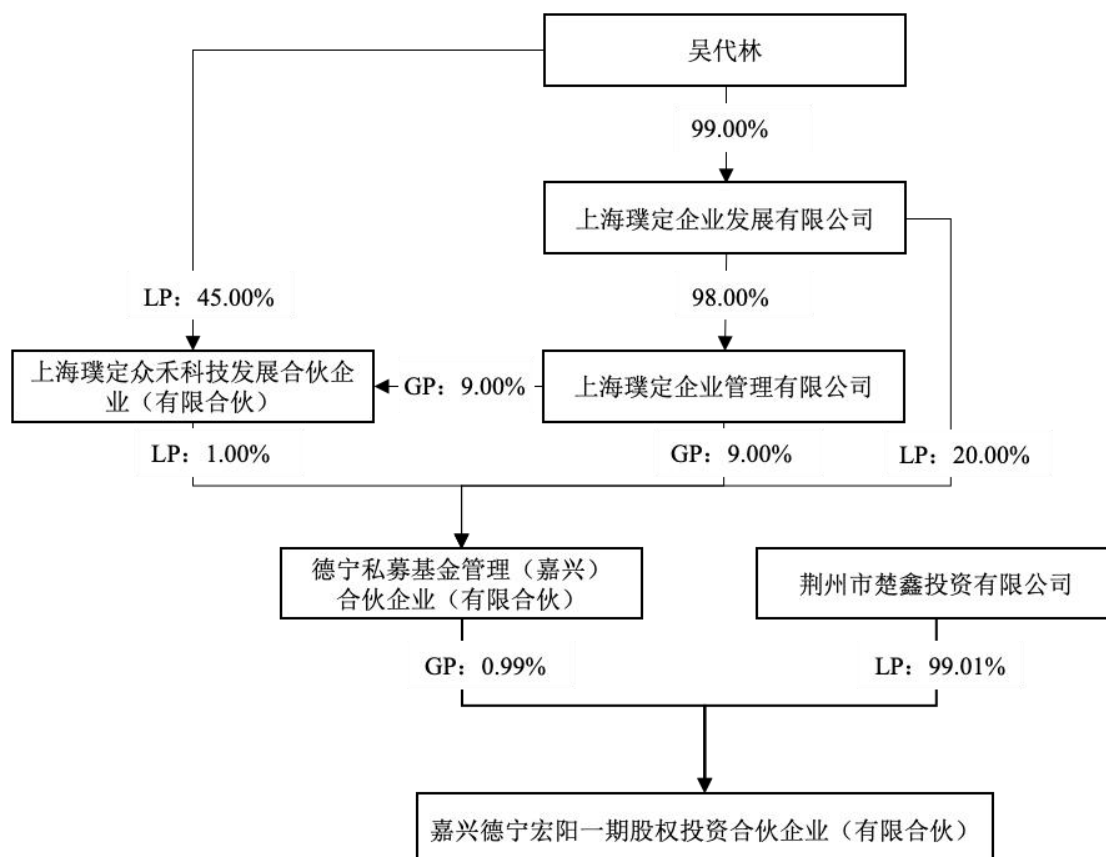 吴代林
99.00%
上海璞定企业发展有限公司
LP：45.00%
98.00%
上海璞定众禾科技发展合伙企
业（有限合伙）
GP：9.00%
上海璞定企业管理有限公司
LP：1.00%
GP：9.00%
LP：20.00%
德宁私募基金管理（嘉兴）
合伙企业（有限合伙）
荆州市楚鑫投资有限公司
GP：0.99%
LP：99.01%
嘉兴德宁宏阳一期股权投资合伙企业（有限合伙）